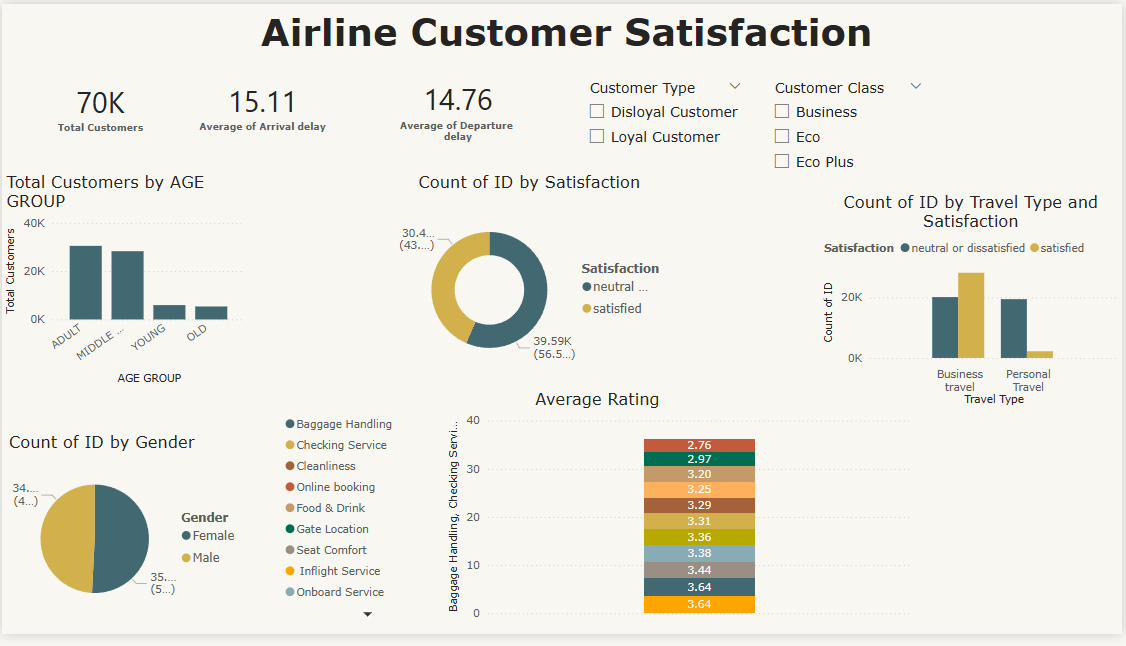 Airline Customer Satisfaction
70K
Total Customers
15.11
Average of Arrival delay
14.76
Average of Departure
delay
Customer Type
Disloyal Customer
Loyal Customer
Customer Class
Business
Eco
Eco Plus
Total Customers by AGE
GROUP
Total Customers
40K
20K
0K
ADULT
MIDDLE ...
YOUNG
OLD
AGE GROUP
Count of ID by Satisfaction
30.4...
(43....)
39.59K
(56.5...)
Satisfaction
neutral ...
satisfied
Count of ID by Travel Type and
Satisfaction
Satisfaction neutral or dissatisfied satisfied
Count of ID
20K
0K
Business
travel
Personal
Travel
Travel Type
Count of ID by Gender
34....
(4...)
35....
(5...)
Gender
Female
Male
Baggage Handling
Checking Service
Cleanliness
Online booking
Food & Drink
Gate Location
Seat Comfort
Inflight Service
Onboard Service
Average Rating
Baggage Handling, Checking Servi...
40
30
20
10
0
2.76
2.97
3.20
3.25
3.29
3.31
3.36
3.38
3.44
3.64
3.64